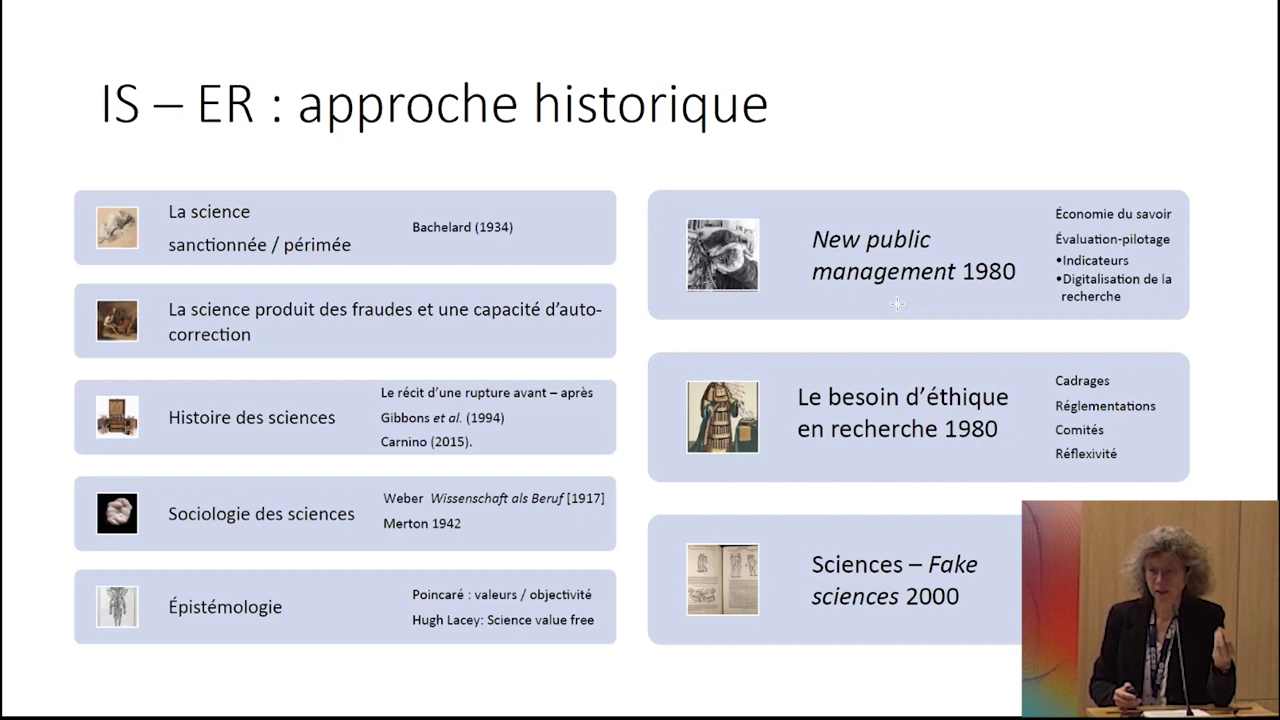 IS – ER : approche historique
La science
sanctionnée / périmée
Bachelard (1934)
La science produit des fraudes et une capacité d’auto-
correction
Histoire des sciences
Le récit d’une rupture avant – après
Gibbons et al. (1994)
Carnino (2015).
Sociologie des sciences
Weber Wissenschaft als Beruf [1917]
Merton 1942
Épistémologie
Poincaré : valeurs / objectivité
Hugh Lacey: Science value free
New public
management 1980
Économie du savoir
Évaluation-pilotage
•Indicateurs
•Digitalisation de la
recherche
Le besoin d’éthique
en recherche 1980
Cadrages
Réglementations
Comités
Réflexivité
Sciences – Fake
sciences 2000